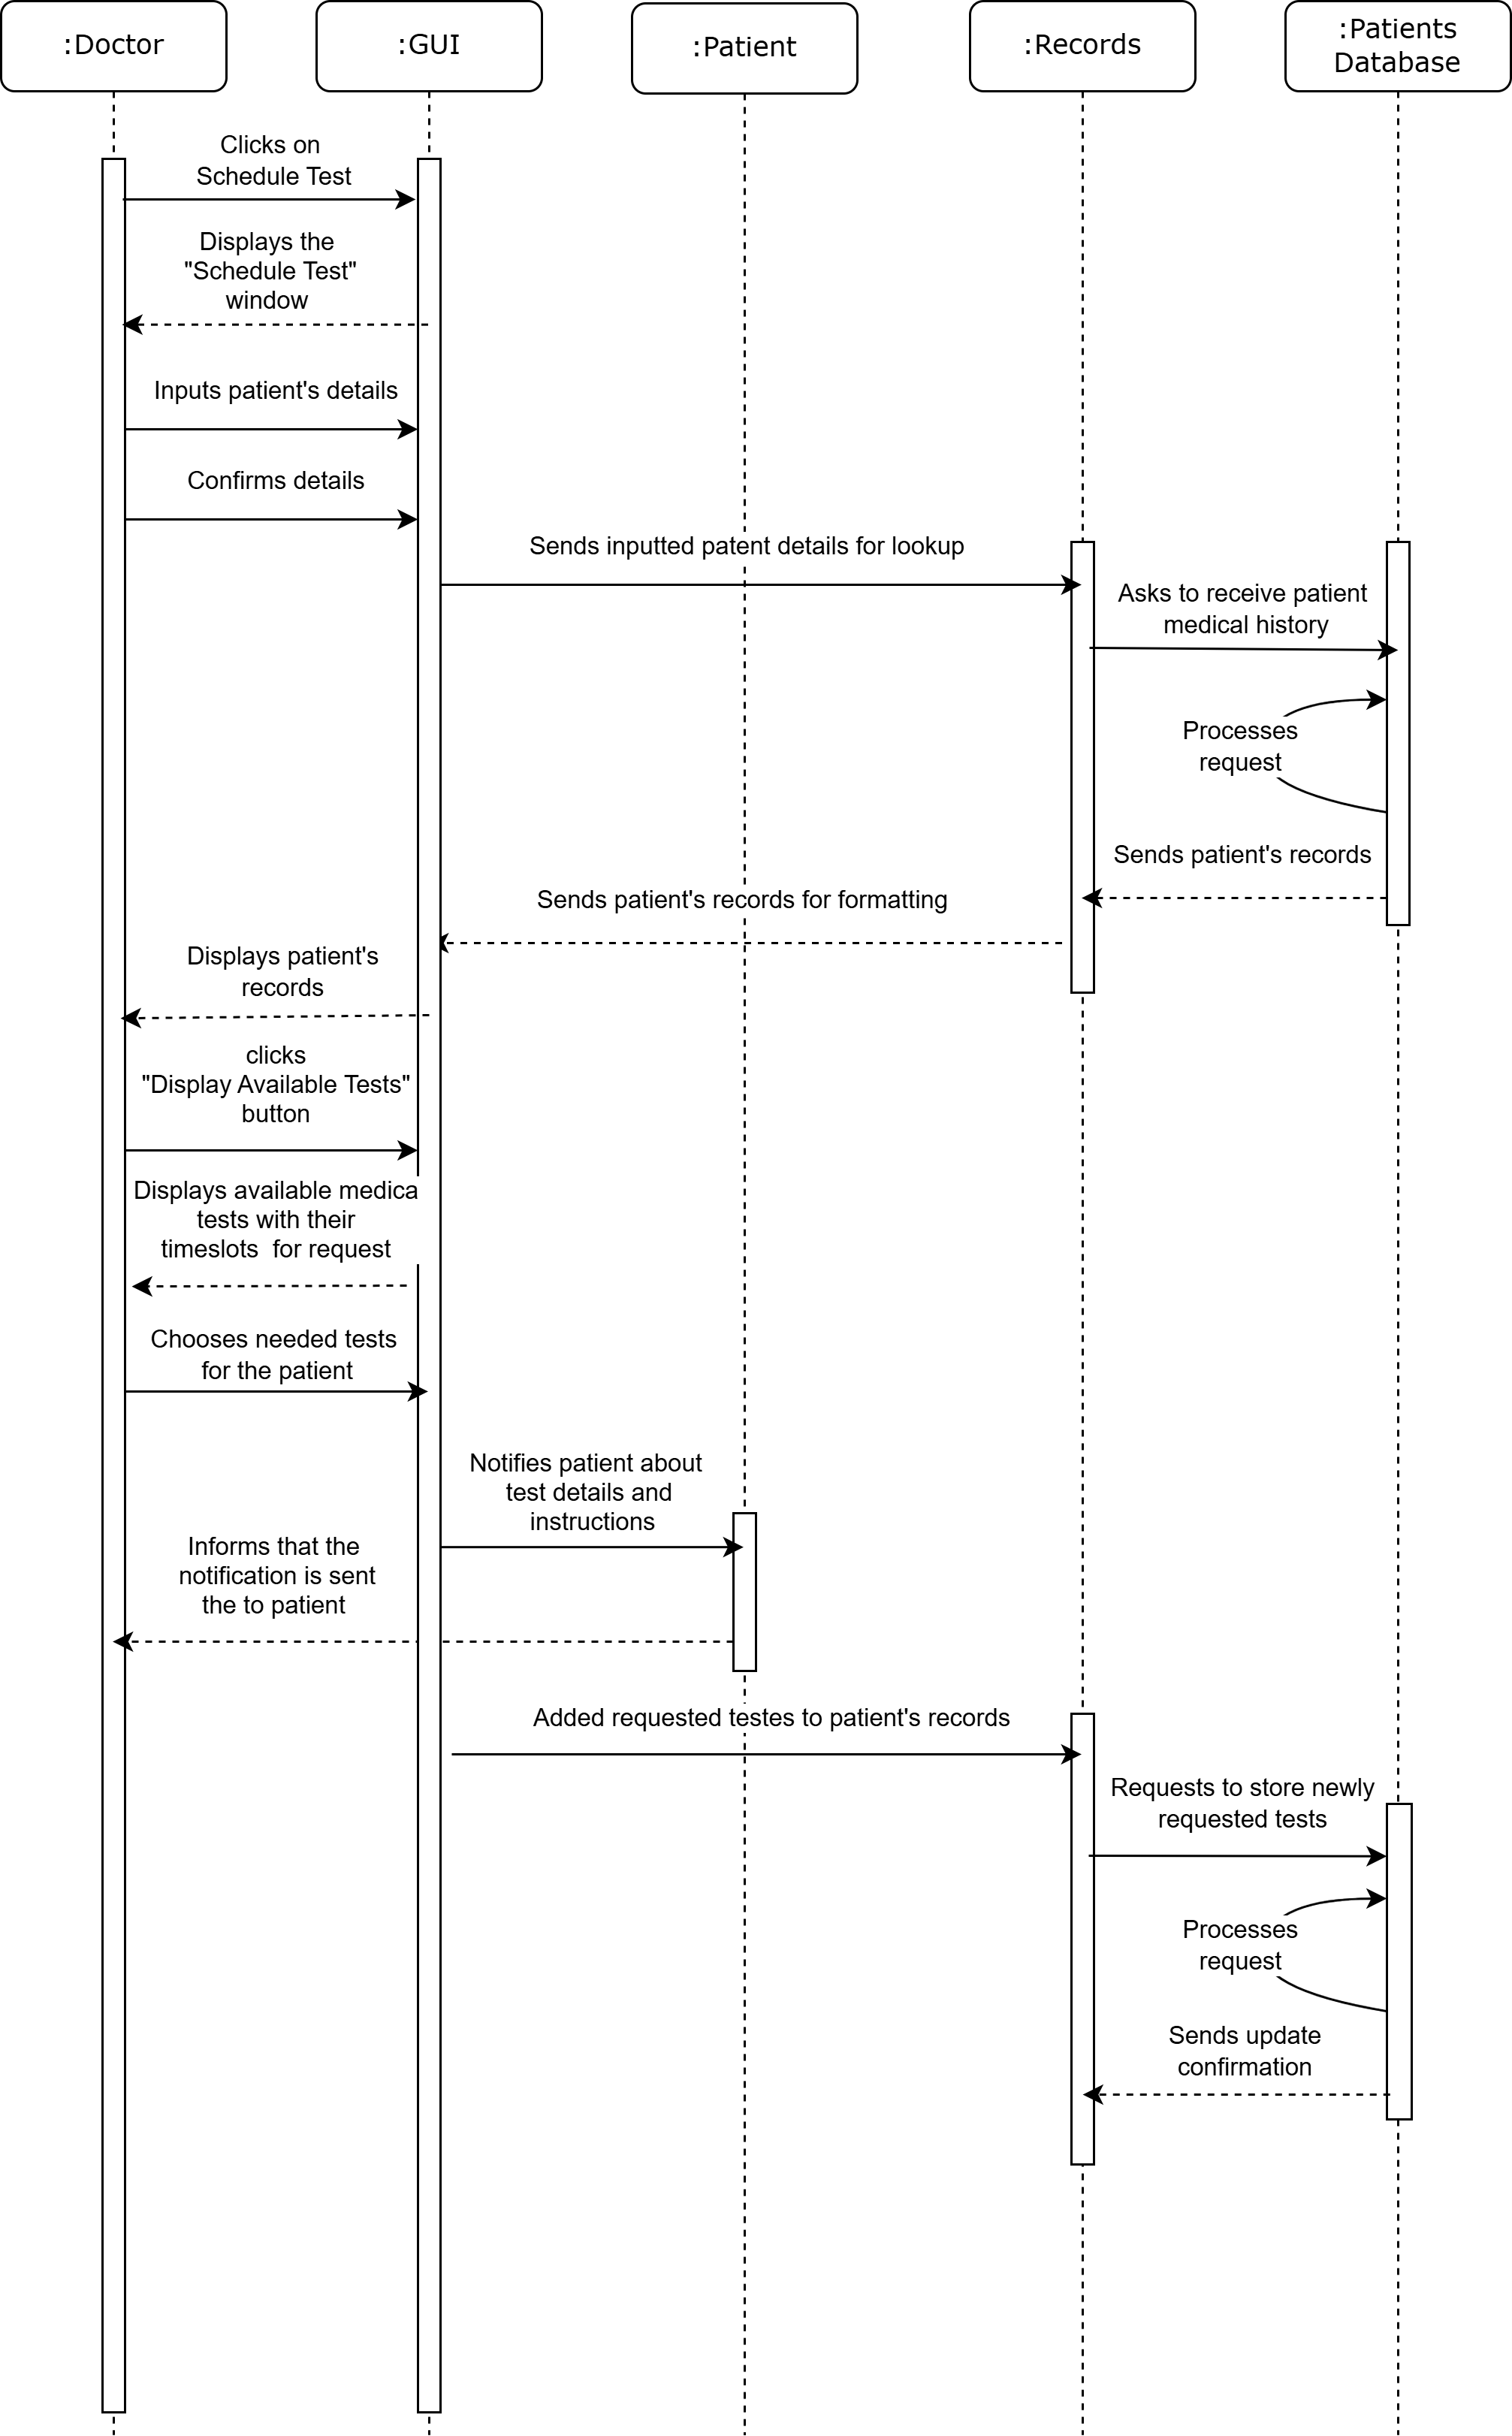 :Doctor
:GUI
:Patient
:Records
:Patients
Database
Clicks on
Schedule Test
Displays the
"Schedule Test"
window
Inputs patient's details
Confirms details
Sends inputted patent details for lookup
Asks to receive patient
medical history
Processes
request
Sends patient's records
Sends patient's records for formatting
Displays patient's
records
clicks
"Display Available Tests"
button
Displays available medica
tests with their
timeslots for request
Chooses needed tests
for the patient
Notifies patient about
test details and
instructions
Informs that the
notification is sent
the to patient
Added requested testes to patient's records
Requests to store newly
requested tests
Processes
request
Sends update
confirmation